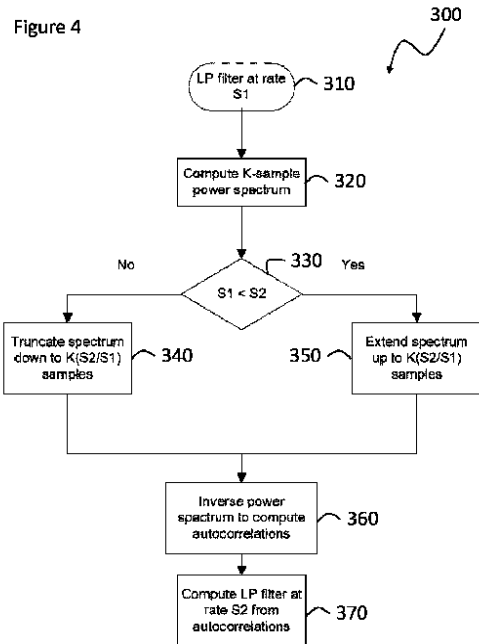 Figure 4
300
LP filter at rate
S1
310
Compute K-sample
power spectrum
320
330
No
Yes
S1 < S2
Truncate spectrum
down to K(S2/S1)
samples
340
350
Extend spectrum
up to K(S2/S1)
samples
Inverse power
spectrum to compute
autocorrelations
360
Compute LP filter at
rate S2 from
autocorrelations
370